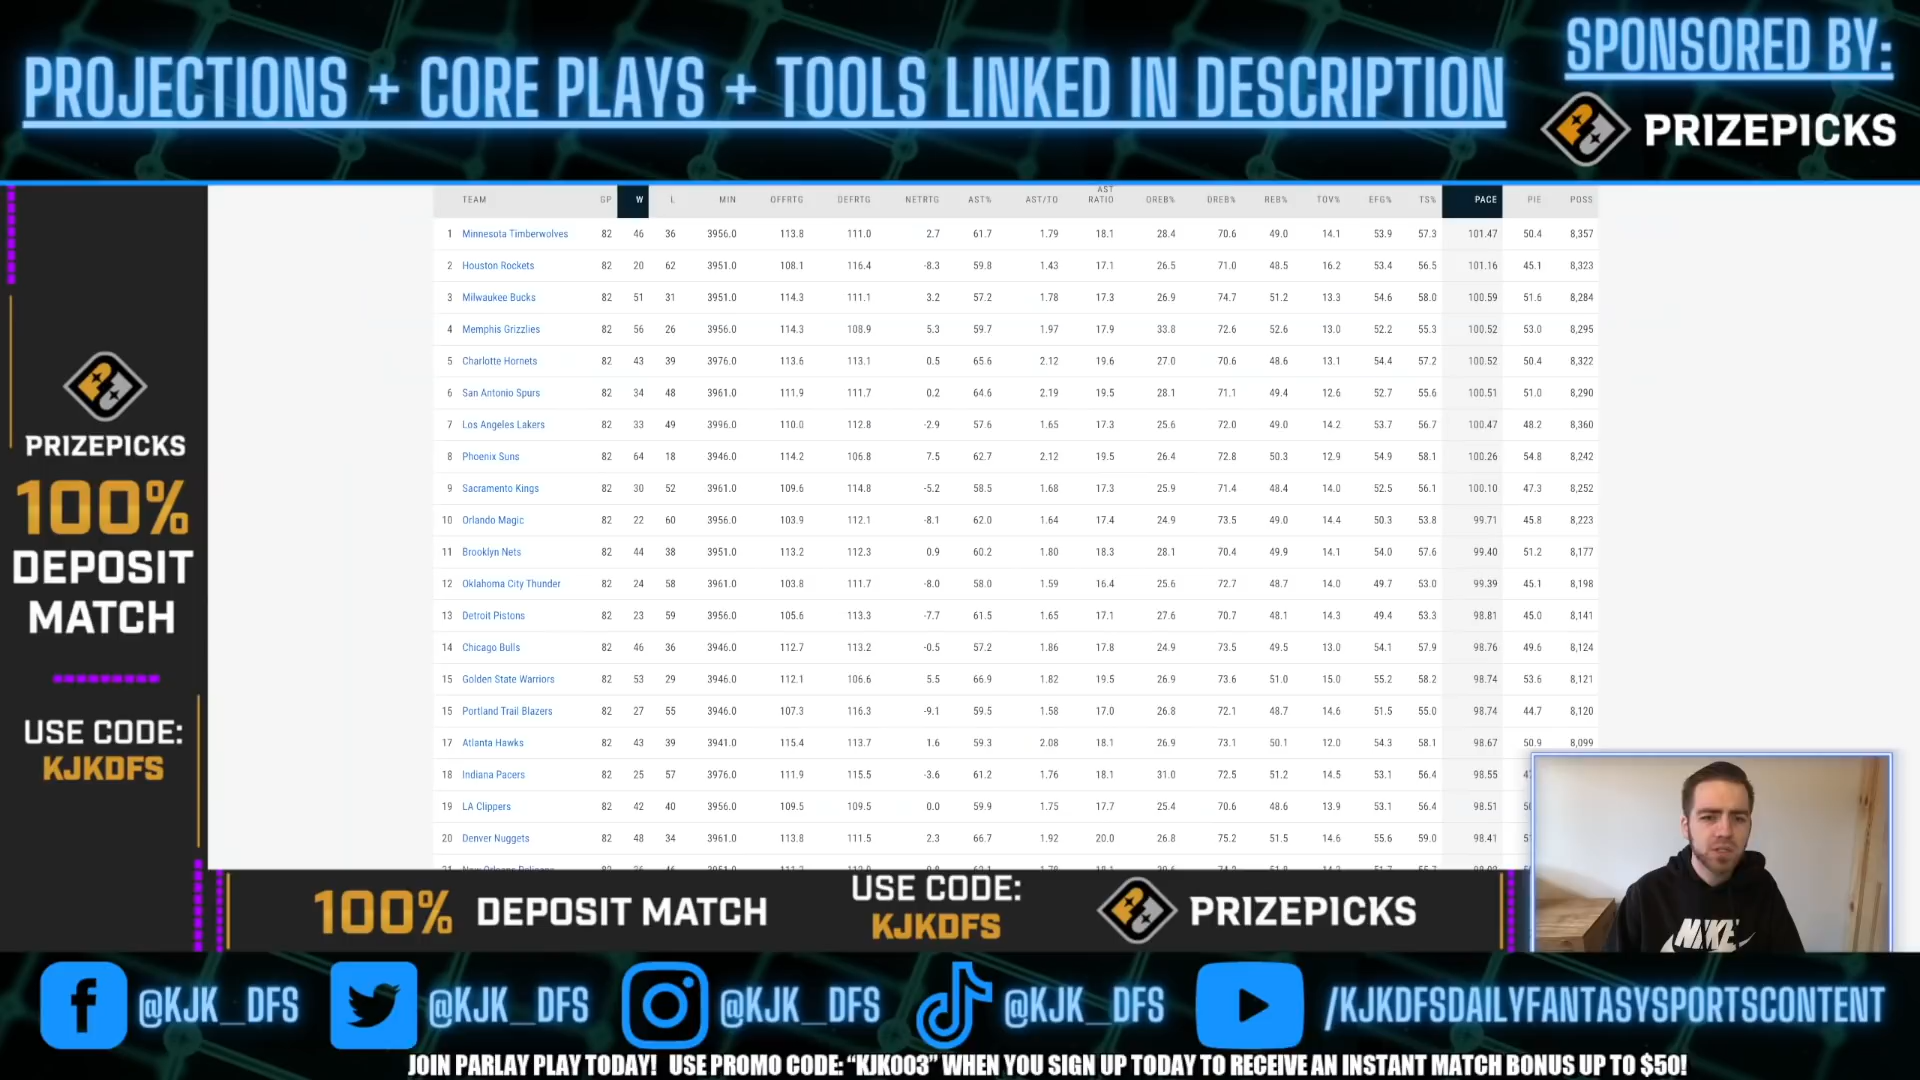 PROJECTIONS + CORE PLAYS + TOOLS LINKED IN DESCRIPTION
SPONSORED BY:
PRIZEPICKS
TEAM GP W L MIN OFFRTG DEFRTG NETRTG AST% AST/TO AST RATIO OREB% DREB% REB% TOV% EFG% TS% PACE PIE POSS
1 Minnesota Timberwolves 82 46 36 3956.0 113.8 111.0 2.7 61.7 1.79 18.1 28.4 70.6 49.0 14.1 53.9 57.3 101.47 50.4 8,357
2 Houston Rockets 82 20 62 3951.0 108.1 116.4 -8.3 59.8 1.43 17.1 26.5 71.0 48.5 16.2 53.4 56.5 101.16 45.1 8,323
3 Milwaukee Bucks 82 51 31 3951.0 114.3 111.1 3.2 57.2 1.78 17.3 26.9 74.7 51.2 13.3 54.6 58.0 100.59 51.6 8,284
4 Memphis Grizzlies 82 56 26 3956.0 114.3 108.9 5.3 59.7 1.97 17.9 33.8 72.6 52.6 13.0 52.2 55.3 100.52 53.0 8,295
5 Charlotte Hornets 82 43 39 3976.0 113.6 113.1 0.5 65.6 2.12 19.6 27.0 70.6 48.6 13.1 54.4 57.2 100.52 50.4 8,322
6 San Antonio Spurs 82 34 48 3961.0 111.9 111.7 0.2 64.6 2.19 19.5 28.1 71.1 49.4 12.6 52.7 55.6 100.51 51.0 8,290
7 Los Angeles Lakers 82 33 49 3996.0 110.0 112.8 -2.9 57.6 1.65 17.3 25.6 72.0 49.0 14.2 53.7 56.7 100.47 48.2 8,360
8 Phoenix Suns 82 64 18 3946.0 114.2 106.8 7.5 62.7 2.12 19.5 26.4 72.8 50.3 12.9 54.9 58.1 100.26 54.8 8,242
9 Sacramento Kings 82 30 52 3961.0 109.6 114.8 -5.2 58.5 1.68 17.3 25.9 71.4 48.4 14.0 52.5 56.1 100.10 47.3 8,252
10 Orlando Magic 82 22 60 3956.0 103.9 112.1 -8.1 62.0 1.64 17.4 24.9 73.5 49.0 14.4 50.3 53.8 99.71 45.8 8,223
11 Brooklyn Nets 82 44 38 3951.0 113.2 112.3 0.9 60.2 1.80 18.3 28.1 70.4 49.9 14.1 54.0 57.6 99.40 51.2 8,177
12 Oklahoma City Thunder 82 24 58 3961.0 103.8 111.7 -8.0 58.0 1.59 16.4 25.6 72.7 48.7 14.0 49.7 53.0 99.39 45.1 8,198
13 Detroit Pistons 82 23 59 3956.0 105.6 113.3 -7.7 61.5 1.65 17.1 27.6 70.7 48.1 14.3 49.4 53.3 98.81 45.0 8,141
14 Chicago Bulls 82 46 36 3956.0 112.7 113.2 -0.5 57.2 1.86 17.8 24.9 73.5 49.5 13.0 54.1 57.9 98.76 49.6 8,124
15 Golden State Warriors 82 53 29 3946.0 112.1 106.6 5.5 66.9 1.82 19.5 26.9 73.6 51.0 15.0 55.2 58.2 98.74 53.6 8,121
15 Portland Trail Blazers 82 27 55 3946.0 107.3 116.3 -9.1 59.5 1.58 17.0 26.8 72.1 48.7 14.6 51.5 55.0 98.74 44.7 8,120
17 Atlanta Hawks 82 43 39 3941.0 115.4 113.7 1.6 59.3 2.08 18.1 26.9 73.1 50.1 12.0 54.3 58.1 98.67 50.9 8,099
18 Indiana Pacers 82 25 57 3976.0 111.9 115.5 -3.6 61.2 1.76 18.1 31.0 72.5 51.2 14.5 53.1 56.4 98.55
19 LA Clippers 82 42 40 3956.0 109.5 109.5 0.0 59.9 1.75 17.7 25.4 70.6 48.6 13.9 53.1 56.4 98.51
20 Denver Nuggets 82 48 34 3961.0 113.8 111.5 2.3 66.7 1.92 20.0 26.8 75.2 51.5 14.6 55.6 59.0 98.41
PRIZEPICKS
100%
DEPOSIT
MATCH
USE CODE:
KJKDFS
100% DEPOSIT MATCH
USE CODE:
KJKDFS
PRIZEPICKS
NIKE
@KJK_DFS @KJK_DFS @KJK_DFS @KJK_DFS /KJKDFSDAILYFANTASYSPORTSCONTENT
JOIN PARLAY PLAY TODAY! USE PROMO CODE: "KJK003" WHEN YOU SIGN UP TODAY TO RECEIVE AN INSTANT MATCH BONUS UP TO $50!